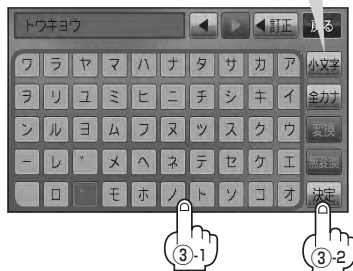 トウキョウ ◀ ▶ ◀訂正 戻る
ワ ラ ヤ マ ハ ナ タ サ カ ア 小文字
ヲ リ ユ ミ ヒ ニ チ シ キ イ 全カナ
ン ル ヨ ム フ ヌ ツ ス ク ウ 変換
ー レ ゛ メ ヘ ネ テ セ ケ エ 無変換
ロ モ ホ ノ ト ソ コ オ 決定
③-1
③-2